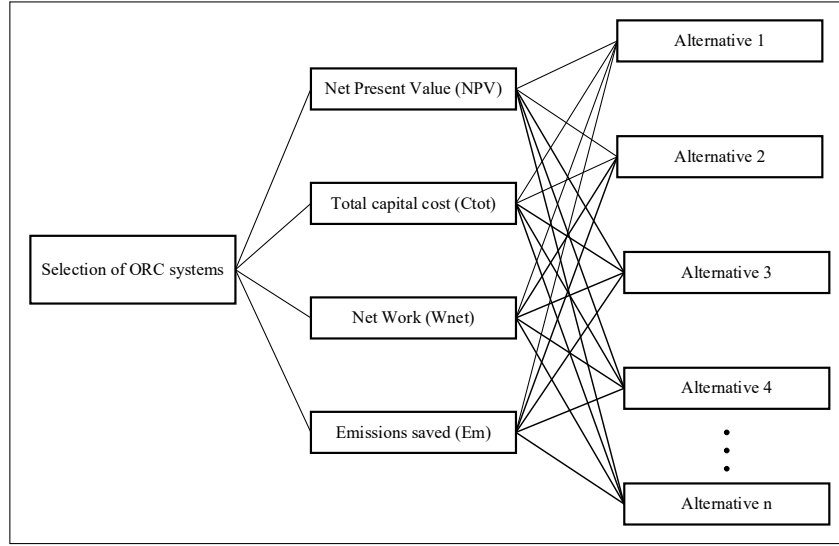 Selection of ORC systems
Net Present Value (NPV)
Total capital cost (Ctot)
Net Work (Wnet)
Emissions saved (Em)
Alternative 1
Alternative 2
Alternative 3
Alternative 4
Alternative n